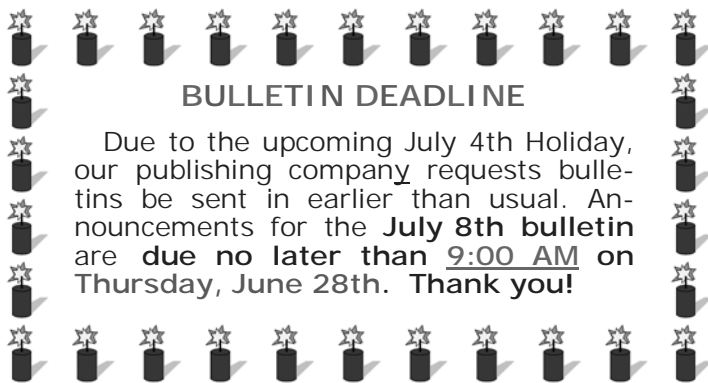 BULLETIN DEADLINE
Due to the upcoming July 4th Holiday,
our publishing company requests bulle-
tins be sent in earlier than usual. An-
nouncements for the July 8th bulletin
are due no later than 9:00 AM on
Thursday, June 28th. Thank you!